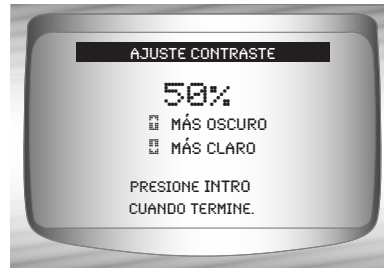 AJUSTE CONTRASTE
50%
MÁS OSCURO
MÁS CLARO
PRESIONE INTRO
CUANDO TERMINE.